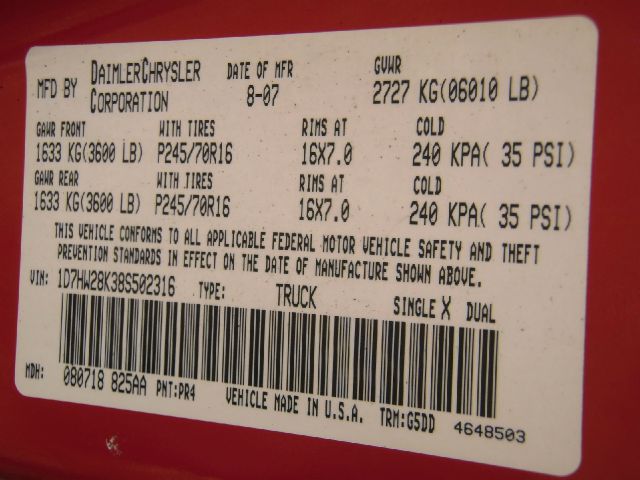 MFD BY DAIMLERCHRYSLER CORPORATION DATE OF MFR 8-07 GVWR 2727 KG(06010 LB)
GAWR FRONT WITH TIRES RIMS AT COLD
1633 KG(3600 LB) P245/70R16 16X7.0 240 KPA( 35 PSI)
GAWR REAR WITH TIRES RIMS AT COLD
1633 KG(3600 LB) P245/70R16 16X7.0 240 KPA( 35 PSI)
THIS VEHICLE CONFORMS TO ALL APPLICABLE FEDERAL MOTOR VEHICLE SAFETY AND THEFT
PREVENTION STANDARDS IN EFFECT ON THE DATE OF MANUFACTURE SHOWN ABOVE.
VIN: 1D7HW28K38S502316 TYPE: TRUCK SINGLE X DUAL
MDH: 080718 825AA PNT:PR4 VEHICLE MADE IN U.S.A. TRM:G5DD 4648503